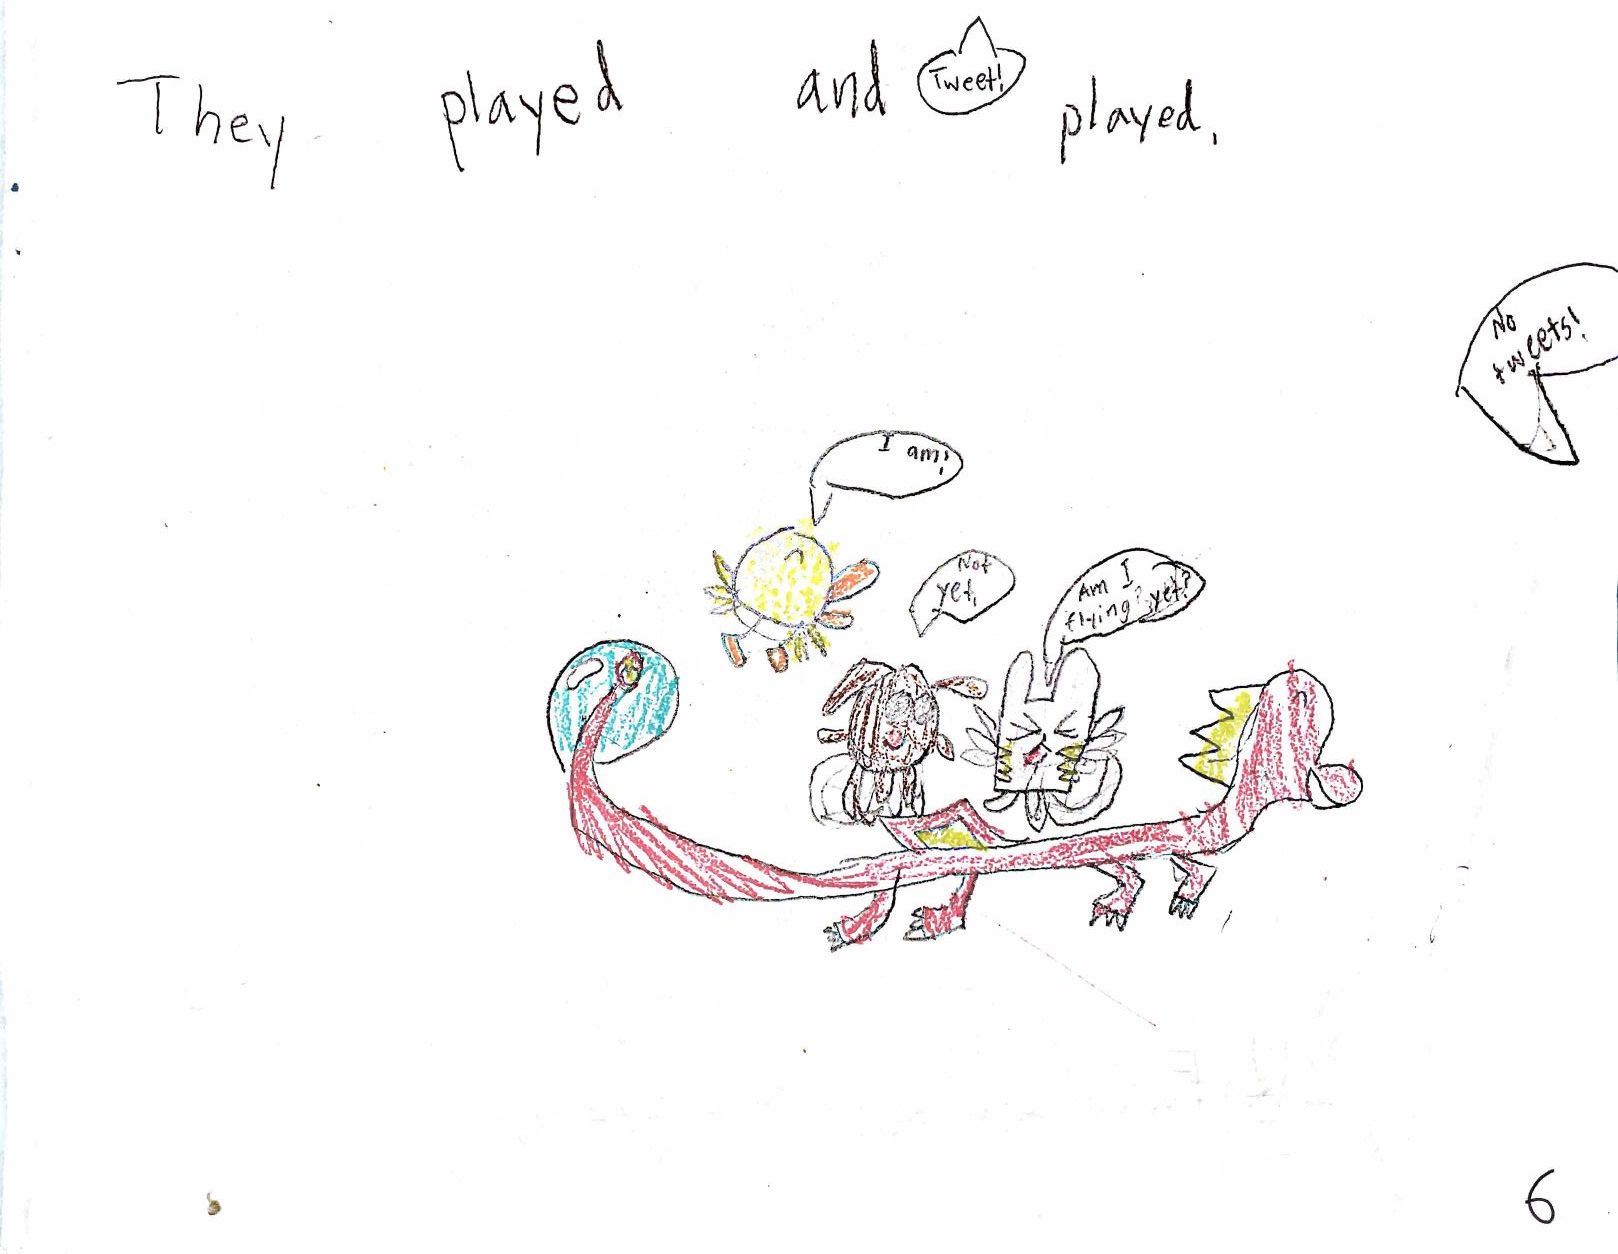 They played and Tweet! played.
No
tweets!
I am!
Not
yet.
Am I
flying? yet?
6